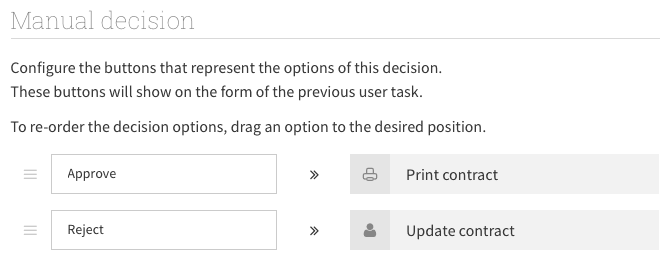 Manual decision
Configure the buttons that represent the options of this decision.
These buttons will show on the form of the previous user task.
To re-order the decision options, drag an option to the desired position.
Approve » Print contract
Reject » Update contract